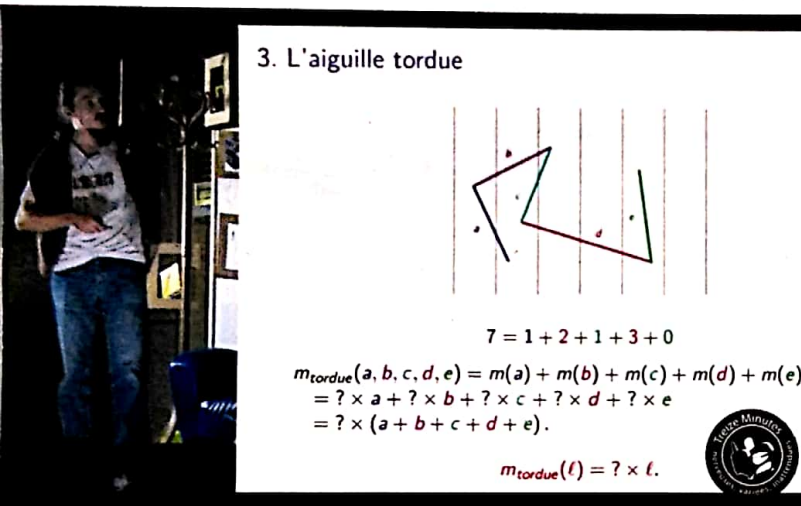 3. L'aiguille tordue
b
a
c
d
e
7 = 1 + 2 + 1 + 3 + 0
m_tordue(a, b, c, d, e) = m(a) + m(b) + m(c) + m(d) + m(e)
= ? × a + ? × b + ? × c + ? × d + ? × e
= ? × (a + b + c + d + e).
m_tordue(ℓ) = ? × ℓ.
Treize Minutes